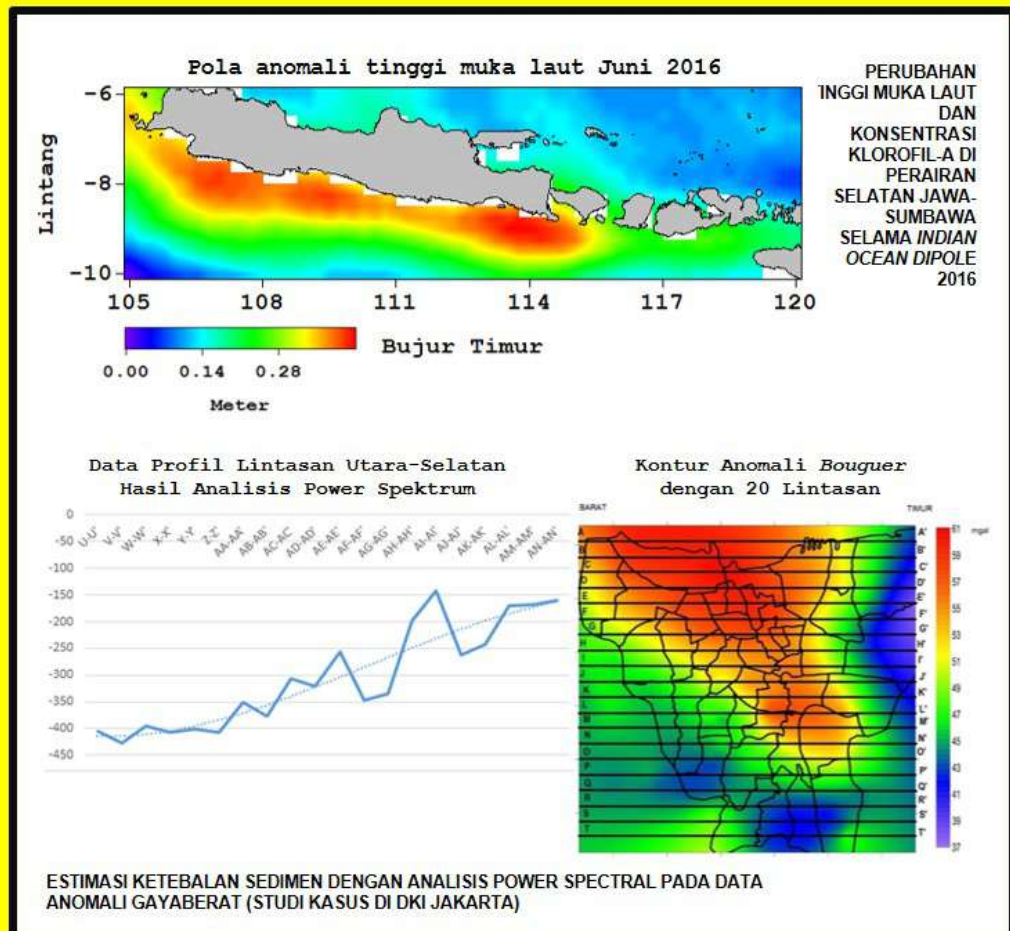 Pola anomali tinggi muka laut Juni 2016
Lintang
-6
-8
-10
105 108 111 114 117 120
Bujur Timur
0.00 0.14 0.28
Meter
PERUBAHAN
INGGI MUKA LAUT
DAN
KONSENTRASI
KLOROFIL-A DI
PERAIRAN
SELATAN JAWA-
SUMBAWA
SELAMA INDIAN
OCEAN DIPOLE
2016
Data Profil Lintasan Utara-Selatan
Hasil Analisis Power Spektrum
0
-50
-100
-150
-200
-250
-300
-350
-400
-450
U-U' V-V' W-W' X-X' Y-Y' Z-Z' AA-AA' AB-AB' AC-AC' AD-AD' AE-AE' AF-AF' AG-AG' AH-AH' AI-AI' AJ-AJ' AK-AK' AL-AL' AM-AM' AN-AN'
Kontur Anomali Bouguer
dengan 20 Lintasan
BARAT TIMUR
A A'
B B'
C C'
D D'
E E'
F F'
G G'
H H'
I I'
J J'
K K'
L L'
M M'
N N'
O O'
P P'
Q Q'
R R'
S S'
T T'
mgal
61
59
57
55
53
51
49
47
45
43
41
39
37
ESTIMASI KETEBALAN SEDIMEN DENGAN ANALISIS POWER SPECTRAL PADA DATA
ANOMALI GAYABERAT (STUDI KASUS DI DKI JAKARTA)